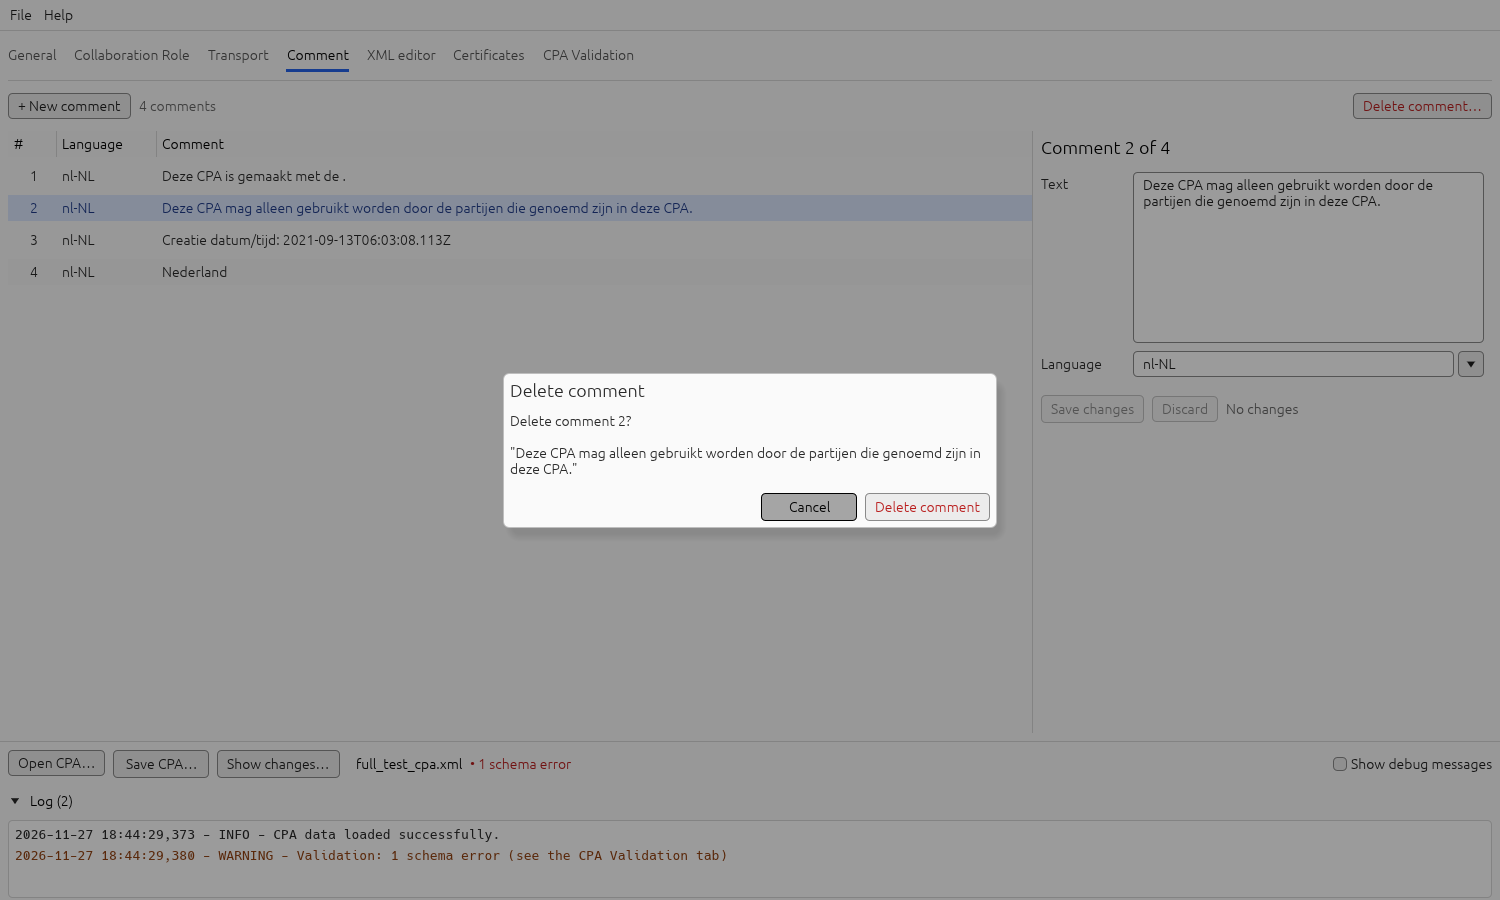 File Help
General Collaboration Role Transport Comment XML editor Certificates CPA Validation
+ New comment 4 comments Delete comment...
# Language Comment
1 nl-NL Deze CPA is gemaakt met de .
2 nl-NL Deze CPA mag alleen gebruikt worden door de partijen die genoemd zijn in deze CPA.
3 nl-NL Creatie datum/tijd: 2021-09-13T06:03:08.113Z
4 nl-NL Nederland
Comment 2 of 4
Text Deze CPA mag alleen gebruikt worden door de
partijen die genoemd zijn in deze CPA.
Language nl-NL
Save changes Discard No changes
Delete comment
Delete comment 2?
"Deze CPA mag alleen gebruikt worden door de partijen die genoemd zijn in
deze CPA."
Cancel Delete comment
Open CPA... Save CPA... Show changes... full_test_cpa.xml • 1 schema error Show debug messages
Log (2)
2026-11-27 18:44:29,373 - INFO - CPA data loaded successfully.
2026-11-27 18:44:29,380 - WARNING - Validation: 1 schema error (see the CPA Validation tab)